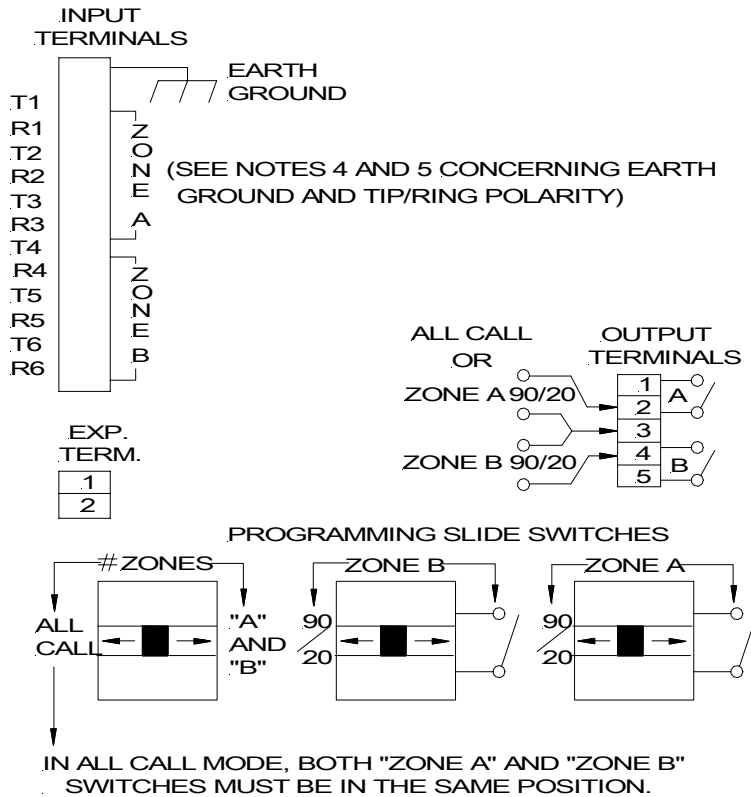 INPUT
TERMINALS
EARTH
GROUND
T1
R1
T2
R2
T3
R3
T4
R4
T5
R5
T6
R6
ZONE A
ZONE B
(SEE NOTES 4 AND 5 CONCERNING EARTH
GROUND AND TIP/RING POLARITY)
ALL CALL
OR
ZONE A 90/20
ZONE B 90/20
OUTPUT
TERMINALS
1
2
3
4
5
A
B
EXP.
TERM.
1
2
PROGRAMMING SLIDE SWITCHES
#ZONES
ALL
CALL
"A"
AND
"B"
ZONE B
90
20
ZONE A
90
20
IN ALL CALL MODE, BOTH "ZONE A" AND "ZONE B"
SWITCHES MUST BE IN THE SAME POSITION.